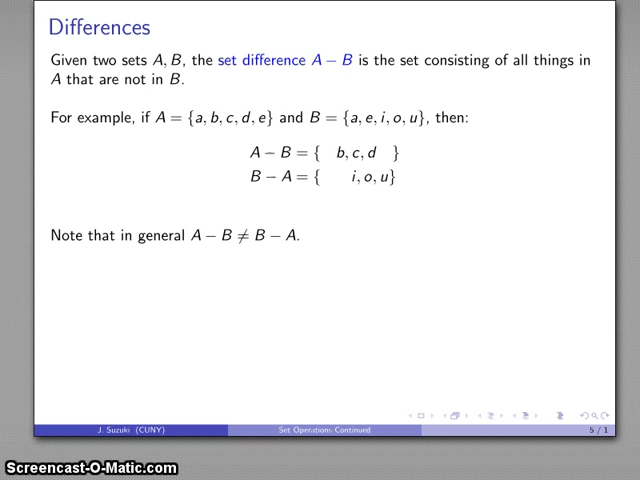 Differences
Given two sets A, B, the set difference A − B is the set consisting of all things in
A that are not in B.
For example, if A = {a, b, c, d, e} and B = {a, e, i, o, u}, then:
A − B = { b, c, d }
B − A = { i, o, u}
Note that in general A − B ≠ B − A.
J. Suzuki (CUNY) Set Operations Continued 5 / 1
Screencast-O-Matic.com